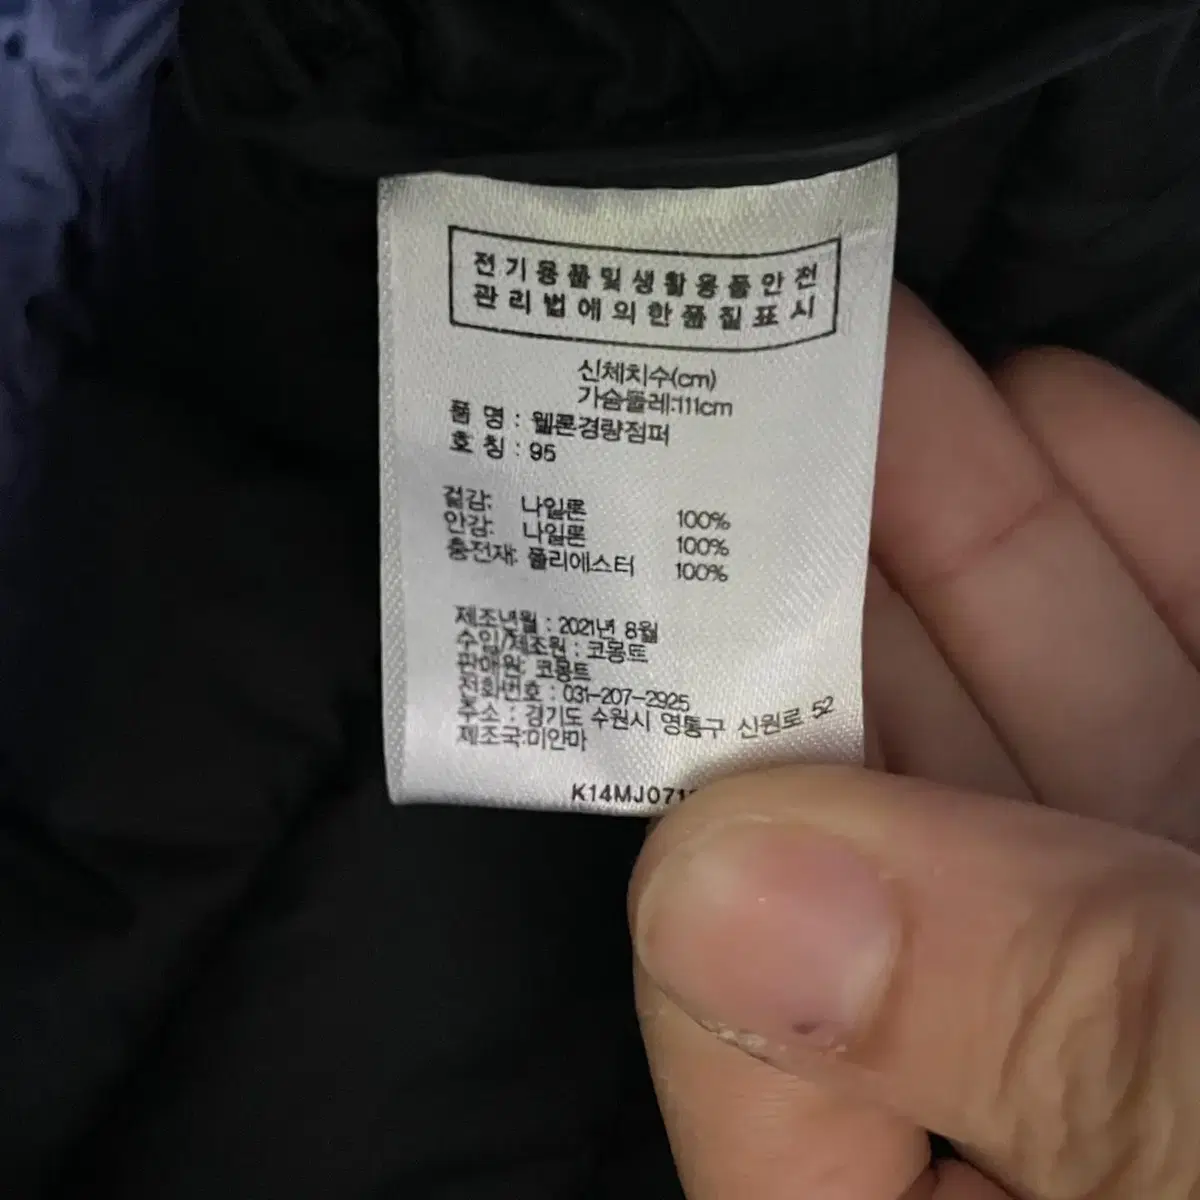 전기용품및생활용품안전
관리법에의한품질표시
신체치수(cm)
가슴둘레:111cm
품 명 : 웰론경량점퍼
호 칭 : 95
겉감: 나일론 100%
안감: 나일론 100%
충전재: 폴리에스터 100%
제조년월 : 2021년 8월
수입/제조원 : 코몽트
판매원: 코몽트
전화번호 : 031-207-2925
주소 : 경기도 수원시 영통구 신원로 52
제조국:미얀마